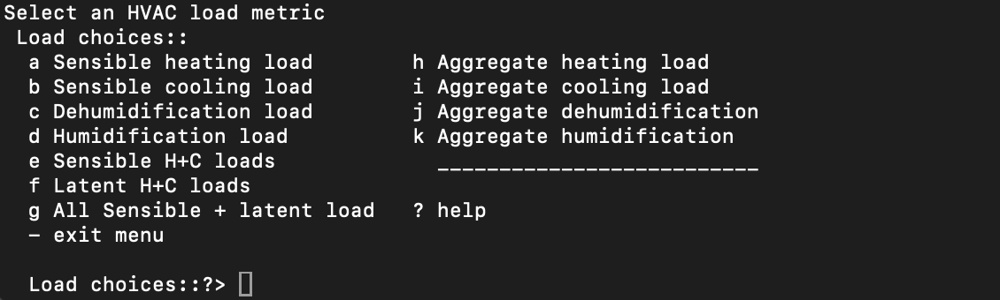 Select an HVAC load metric
Load choices::
a Sensible heating load        h Aggregate heating load
b Sensible cooling load        i Aggregate cooling load
c Dehumidification load        j Aggregate dehumidification
d Humidification load          k Aggregate humidification
e Sensible H+C loads             __________________________
f Latent H+C loads
g All Sensible + latent load   ? help
- exit menu
Load choices::?>